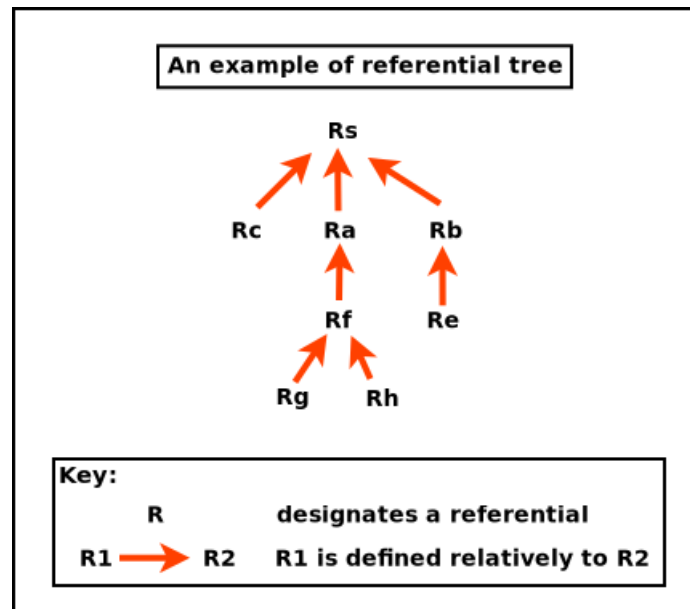 An example of referential tree
Rs
Rc Ra Rb
Rf Re
Rg Rh
Key:
R designates a referential
R1 R2 R1 is defined relatively to R2